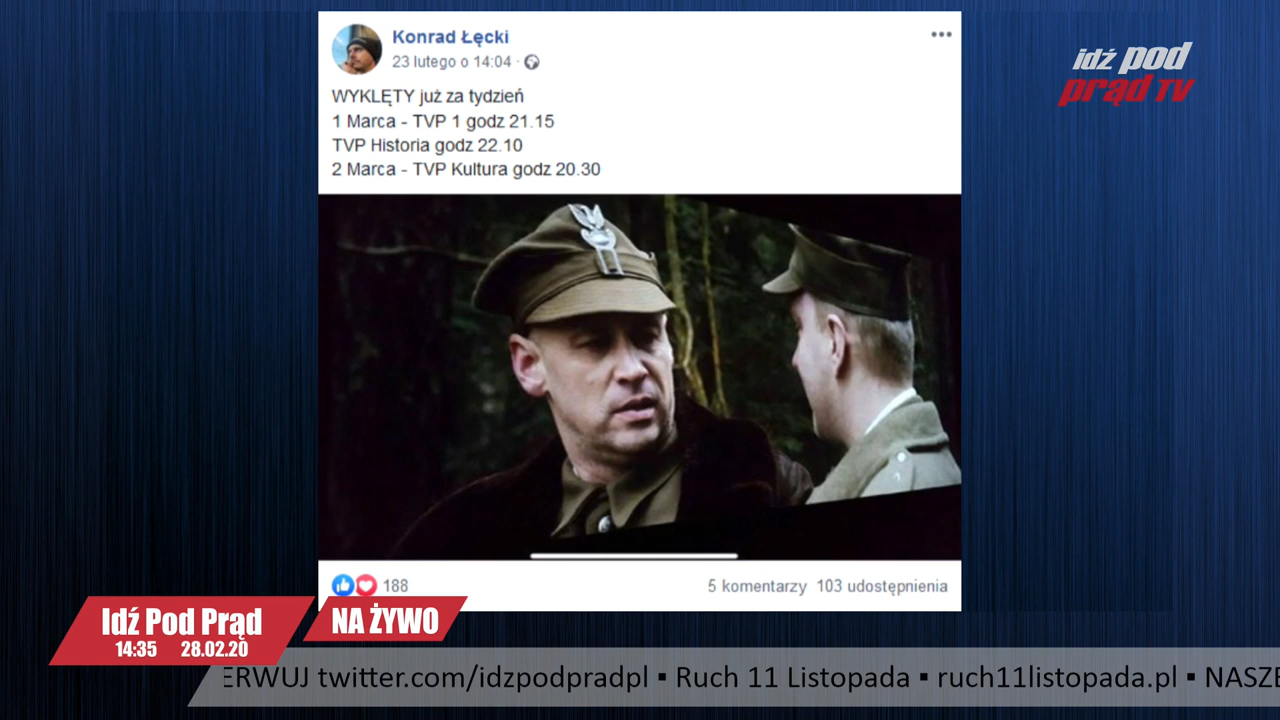 Konrad Łęcki
23 lutego o 14:04 ·
WYKLĘTY już za tydzień
1 Marca - TVP 1 godz 21.15
TVP Historia godz 22.10
2 Marca - TVP Kultura godz 20.30
idź pod
prąd TV
188
5 komentarzy 103 udostępnienia
Idź Pod Prąd
14:35 28.02.20
NA ŻYWO
ERWUJ twitter.com/idzpodpradpl ▪ Ruch 11 Listopada ▪ ruch11listopada.pl ▪ NASZE